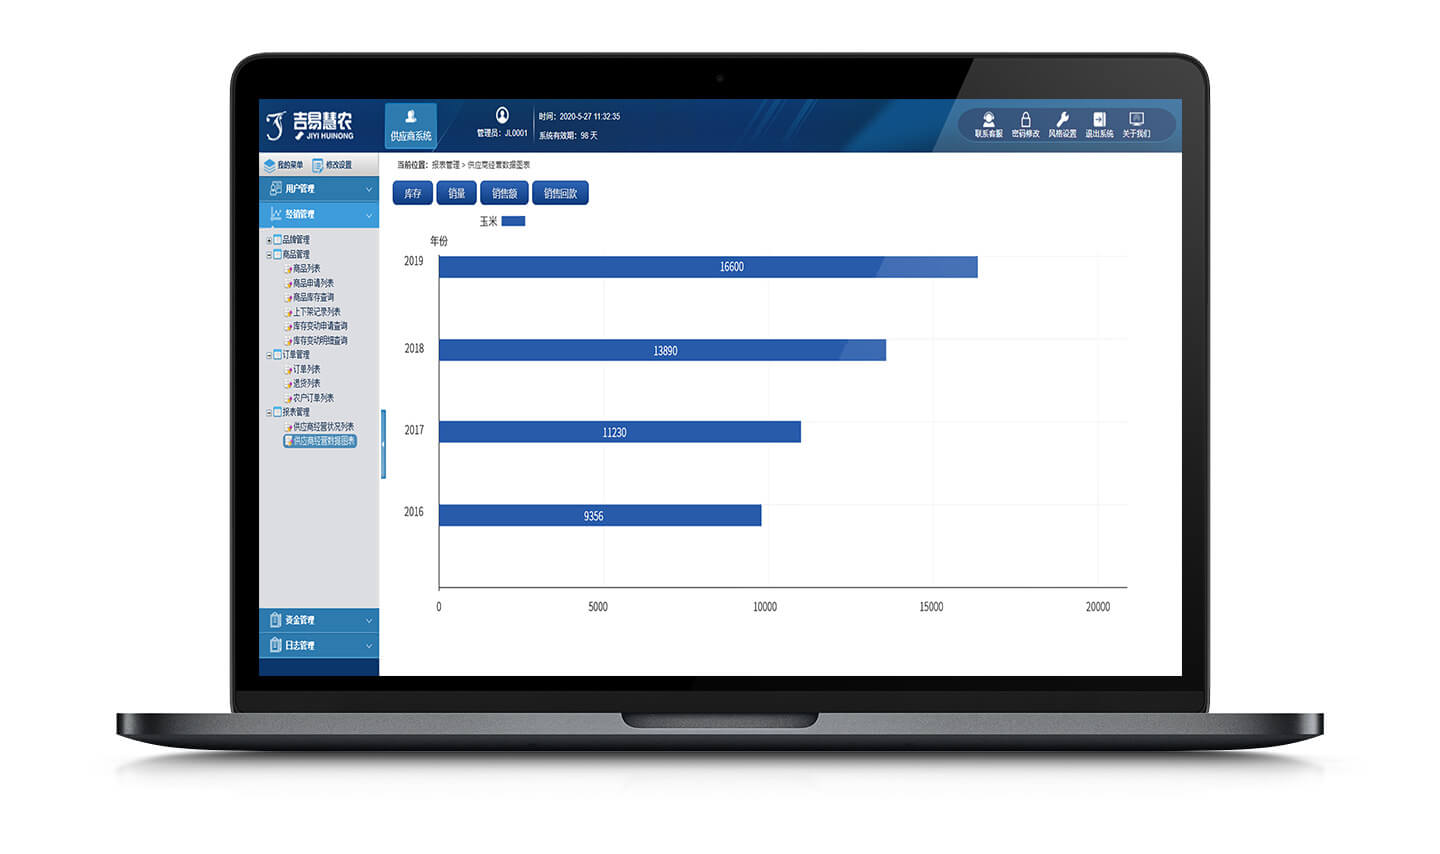 吉易慧农
JIYI HUINONG
供应商系统
管理员：JL0001
时间：2020-5-27 11:32:35
系统有效期：98 天
联系客服 密码修改 风格设置 退出系统 关于我们
我的菜单 修改设置
当前位置：报表管理 > 供应商经营数据图表
用户管理
经销管理
品牌管理
商品管理
商品列表
商品申请列表
商品库存查询
上下架记录列表
库存变动申请查询
库存变动明细查询
订单管理
订单列表
退货列表
农户订单列表
报表管理
供应商经营状况列表
供应商经营数据图表
资金管理
日志管理
库存 销量 销售额 销售回款
玉米
年份
2019 16600
2018 13890
2017 11230
2016 9356
0 5000 10000 15000 20000